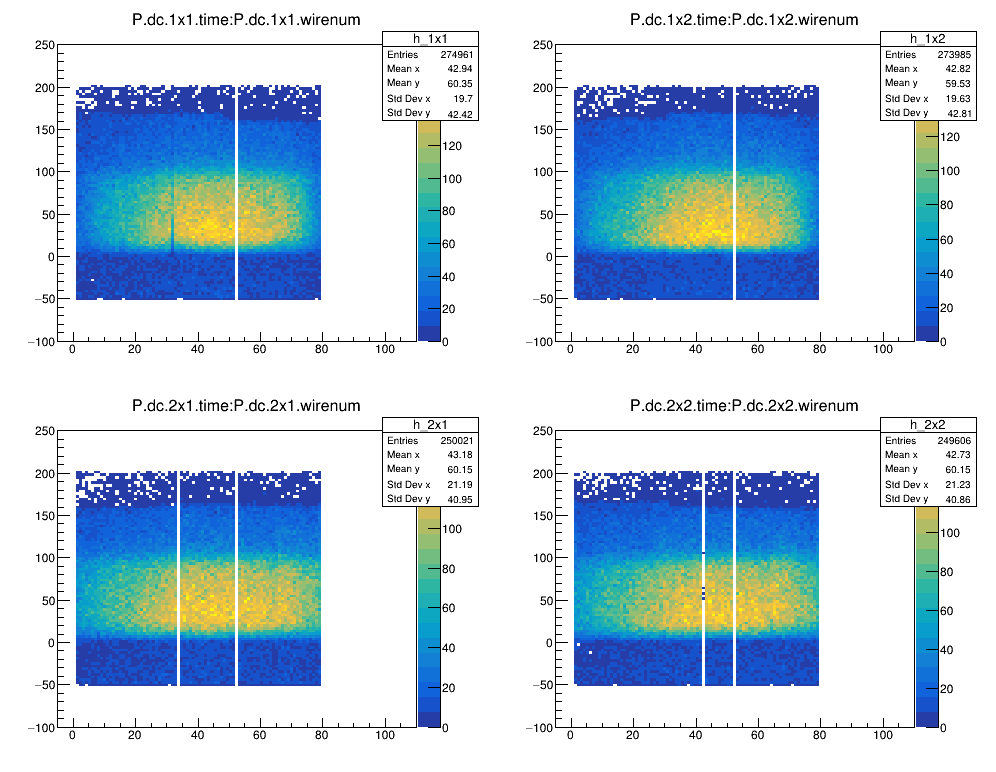 P.dc.1x1.time:P.dc.1x1.wirenum
h_1x1
Entries 274961
Mean x 42.94
Mean y 60.35
Std Dev x 19.7
Std Dev y 42.42
250
200
150
100
50
0
−50
−100
0 20 40 60 80 100
120
100
80
60
40
20
0
P.dc.1x2.time:P.dc.1x2.wirenum
h_1x2
Entries 273985
Mean x 42.82
Mean y 59.53
Std Dev x 19.63
Std Dev y 42.81
250
200
150
100
50
0
−50
−100
0 20 40 60 80 100
120
100
80
60
40
20
0
P.dc.2x1.time:P.dc.2x1.wirenum
h_2x1
Entries 250021
Mean x 43.18
Mean y 60.15
Std Dev x 21.19
Std Dev y 40.95
250
200
150
100
50
0
−50
−100
0 20 40 60 80 100
100
80
60
40
20
0
P.dc.2x2.time:P.dc.2x2.wirenum
h_2x2
Entries 249606
Mean x 42.73
Mean y 60.15
Std Dev x 21.23
Std Dev y 40.86
250
200
150
100
50
0
−50
−100
0 20 40 60 80 100
100
80
60
40
20
0